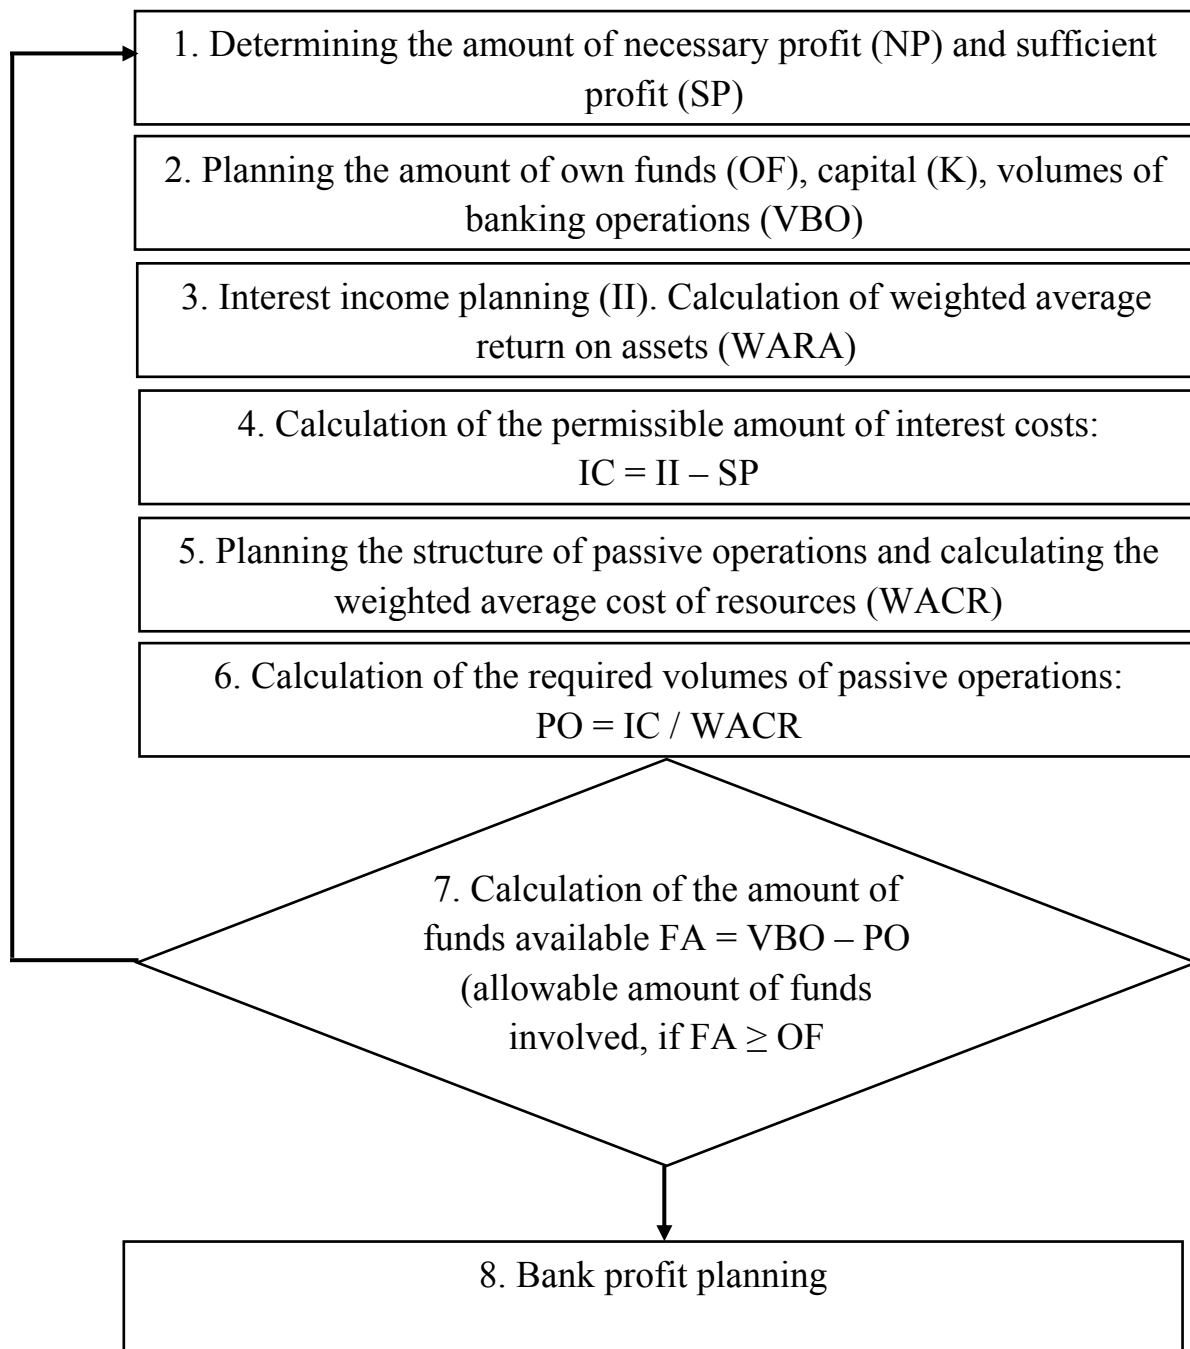 1. Determining the amount of necessary profit (NP) and sufficient
profit (SP)
2. Planning the amount of own funds (OF), capital (K), volumes of
banking operations (VBO)
3. Interest income planning (II). Calculation of weighted average
return on assets (WARA)
4. Calculation of the permissible amount of interest costs:
IC = II – SP
5. Planning the structure of passive operations and calculating the
weighted average cost of resources (WACR)
6. Calculation of the required volumes of passive operations:
PO = IC / WACR
7. Calculation of the amount of
funds available FA = VBO – PO
(allowable amount of funds
involved, if FA ≥ OF
8. Bank profit planning